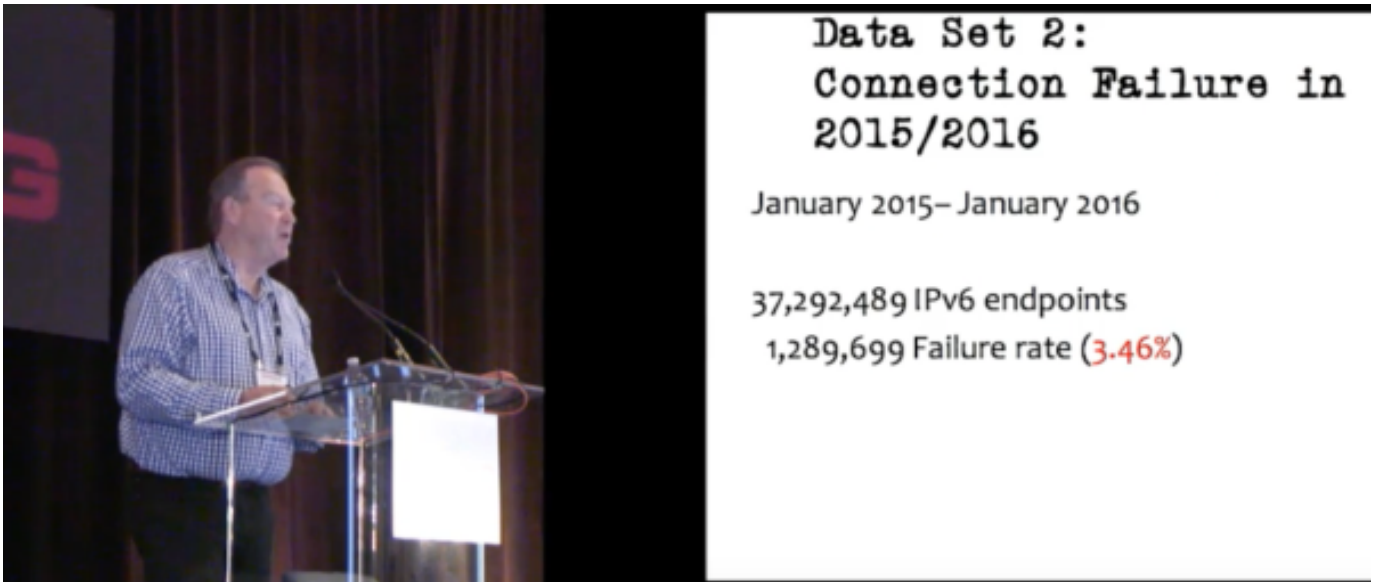 G
Data Set 2:
Connection Failure in
2015/2016
January 2015– January 2016
37,292,489 IPv6 endpoints
1,289,699 Failure rate (3.46%)